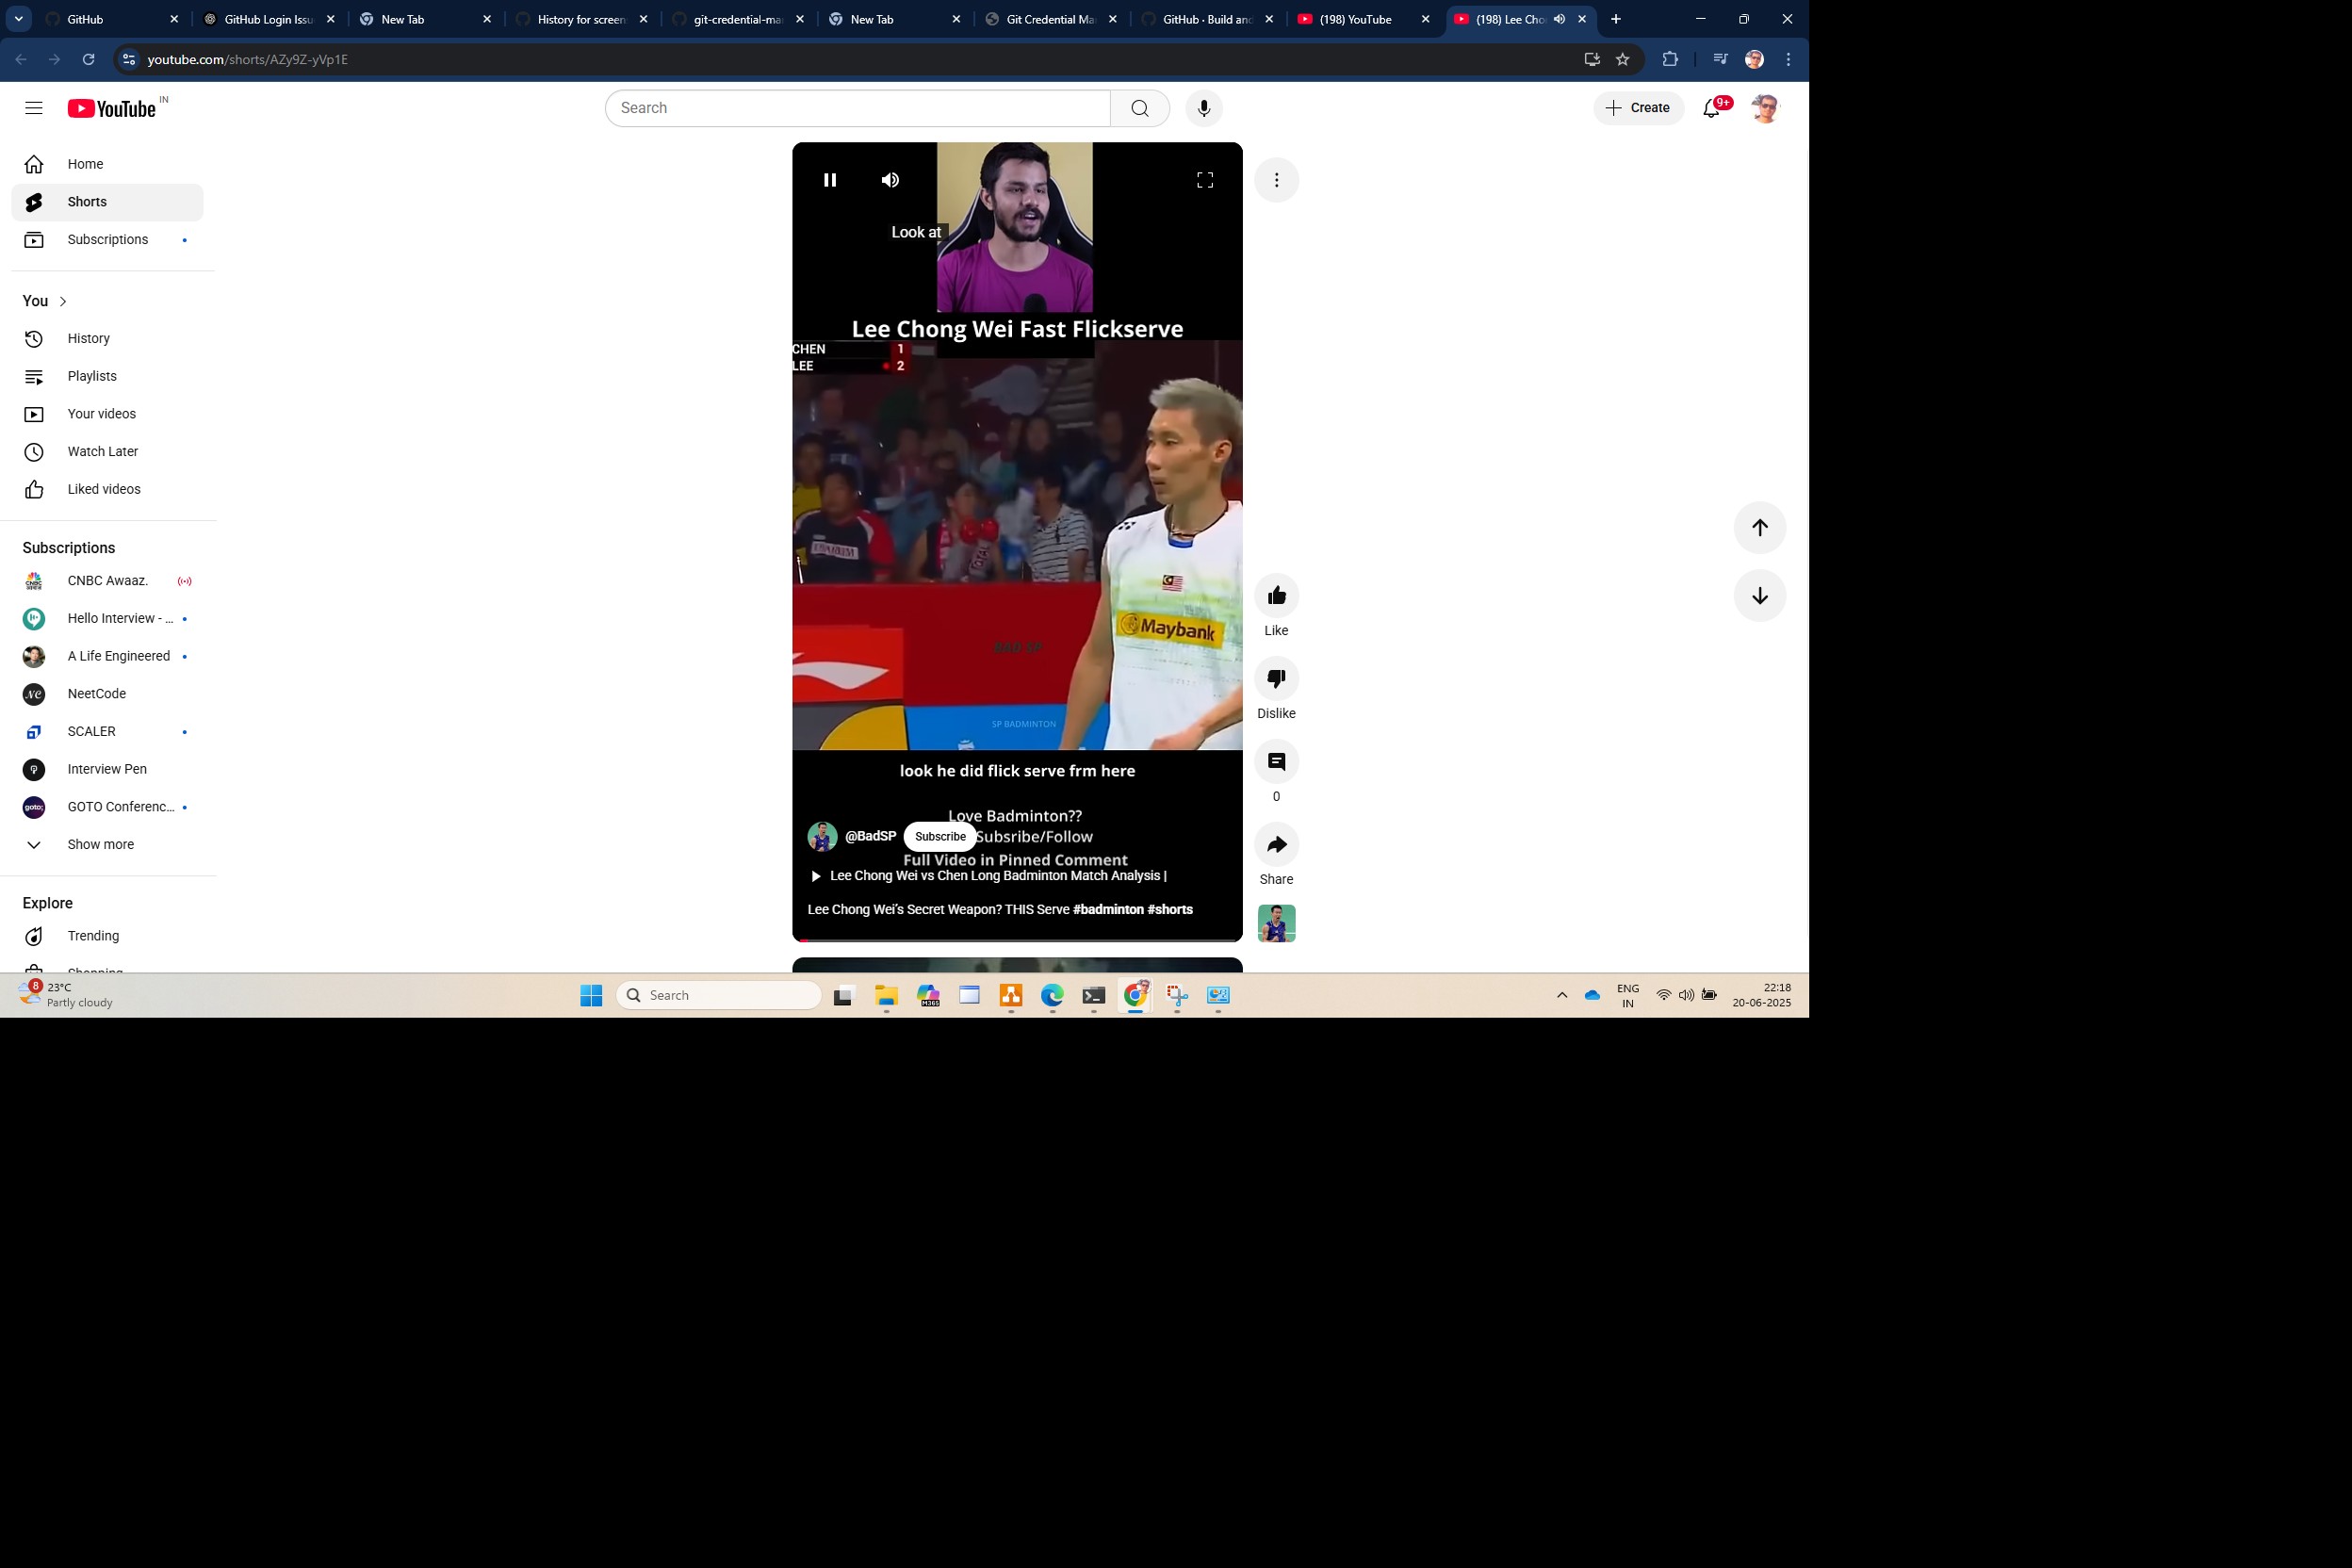 GitHub
GitHub Login Issu
New Tab
History for screen
git-credential-ma
New Tab
Git Credential Ma
GitHub · Build and
(198) YouTube
(198) Lee Cho
youtube.com/shorts/AZy9Z-yVp1E
YouTube IN
Search
Create
9+
Home
Shorts
Subscriptions
You
History
Playlists
Your videos
Watch Later
Liked videos
Subscriptions
CNBC Awaaz.
Hello Interview - ...
A Life Engineered
NeetCode
SCALER
Interview Pen
GOTO Conferenc...
Show more
Explore
Trending
Shopping
Look at
Lee Chong Wei Fast Flickserve
CHEN 1
LEE 2
Maybank
BAD SP
SP BADMINTON
look he did flick serve frm here
Love Badminton??
Subsribe/Follow
@BadSP
Subscribe
Full Video in Pinned Comment
Lee Chong Wei vs Chen Long Badminton Match Analysis |
Lee Chong Wei's Secret Weapon? THIS Serve #badminton #shorts
Like
Dislike
0
Share
8
23°C
Partly cloudy
Search
M365
ENG
IN
22:18
20-06-2025